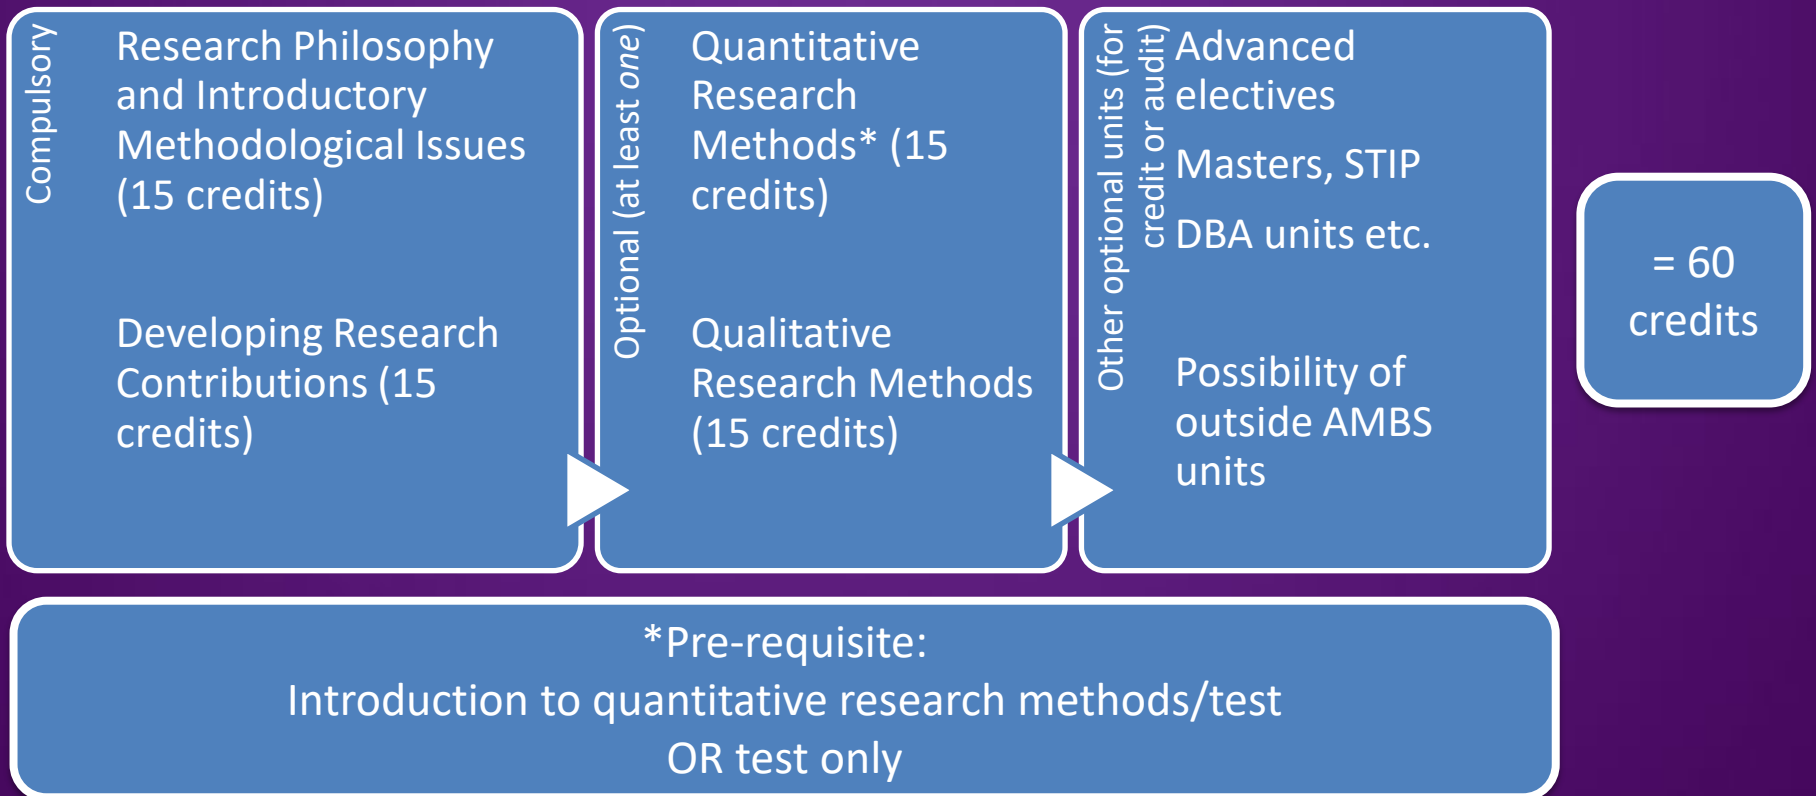 Compulsory
Research Philosophy
and Introductory
Methodological Issues
(15 credits)
Developing Research
Contributions (15
credits)
Optional (at least one)
Quantitative
Research
Methods* (15
credits)
Qualitative
Research Methods
(15 credits)
Other optional units (for
credit or audit)
Advanced
electives
Masters, STIP
DBA units etc.
Possibility of
outside AMBS
units
= 60
credits
*Pre-requisite:
Introduction to quantitative research methods/test
OR test only